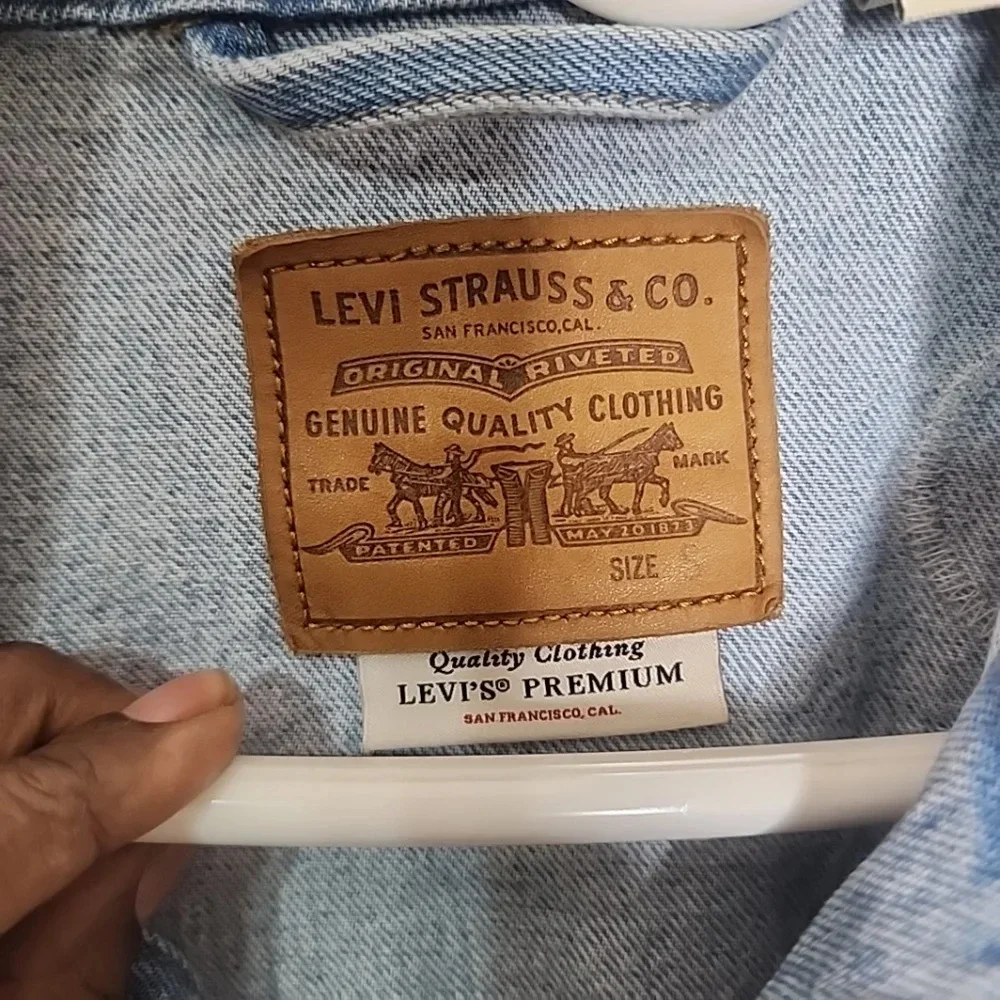 LEVI STRAUSS & CO.
SAN FRANCISCO, CAL.
ORIGINAL RIVETED
GENUINE QUALITY CLOTHING
TRADE MARK
PATENTED MAY 20 1873
SIZE S
Quality Clothing
LEVI'S® PREMIUM
SAN FRANCISCO, CAL.